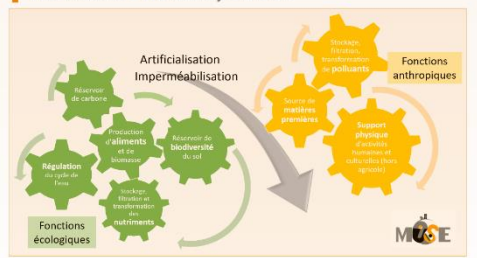 Artificialisation
Imperméabilisation
Réservoir
de carbone
Production
d'aliments
et de
biomasse
Réservoir de
biodiversité
du sol
Régulation
du cycle de
l'eau
Stockage,
filtration et
transformation
des
nutriments
Fonctions
écologiques
Stockage,
filtration,
transformation
de polluants
Fonctions
anthropiques
Source de
matières
premières
Support
physique
d'activités
humaines et
culturelles (hors
agricole)
MUSE